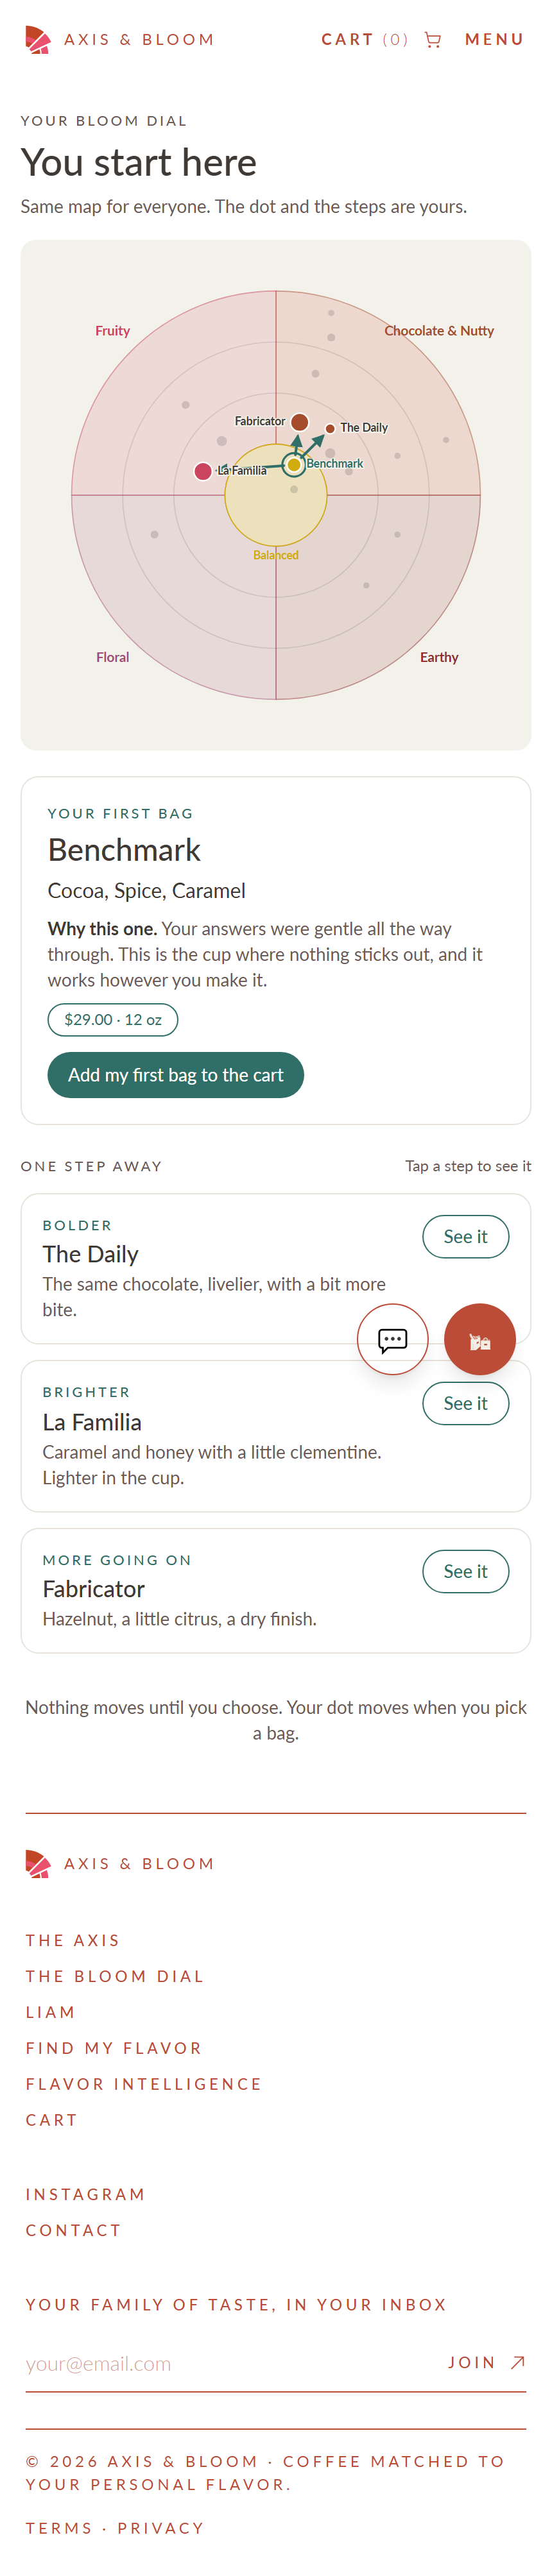 AXIS & BLOOM
CART (0)
MENU
YOUR BLOOM DIAL
You start here
Same map for everyone. The dot and the steps are yours.
Fruity
Chocolate & Nutty
Fabricator
The Daily
La Familia
Benchmark
Balanced
Floral
Earthy
YOUR FIRST BAG
Benchmark
Cocoa, Spice, Caramel
Why this one. Your answers were gentle all the way
through. This is the cup where nothing sticks out, and it
works however you make it.
$29.00 · 12 oz
Add my first bag to the cart
ONE STEP AWAY
Tap a step to see it
BOLDER
The Daily
The same chocolate, livelier, with a bit more
bite.
See it
BRIGHTER
La Familia
Caramel and honey with a little clementine.
Lighter in the cup.
See it
MORE GOING ON
Fabricator
Hazelnut, a little citrus, a dry finish.
See it
Nothing moves until you choose. Your dot moves when you pick
a bag.
AXIS & BLOOM
THE AXIS
THE BLOOM DIAL
LIAM
FIND MY FLAVOR
FLAVOR INTELLIGENCE
CART
INSTAGRAM
CONTACT
YOUR FAMILY OF TASTE, IN YOUR INBOX
your@email.com
JOIN
© 2026 AXIS & BLOOM · COFFEE MATCHED TO
YOUR PERSONAL FLAVOR.
TERMS · PRIVACY